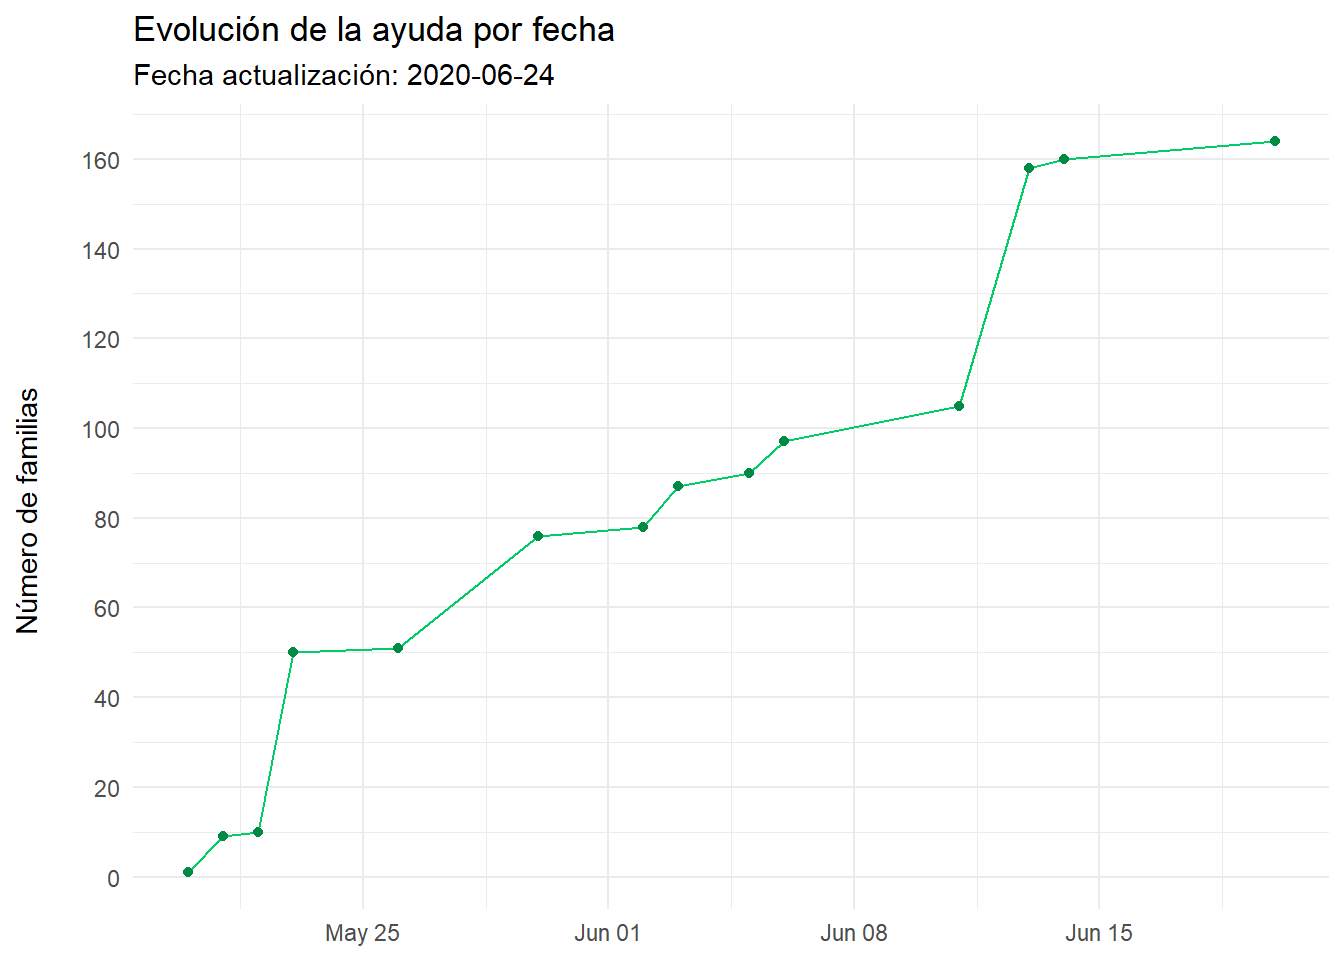 Evolución de la ayuda por fecha
Fecha actualización: 2020-06-24
Número de familias
160
140
120
100
80
60
40
20
0
May 25
Jun 01
Jun 08
Jun 15